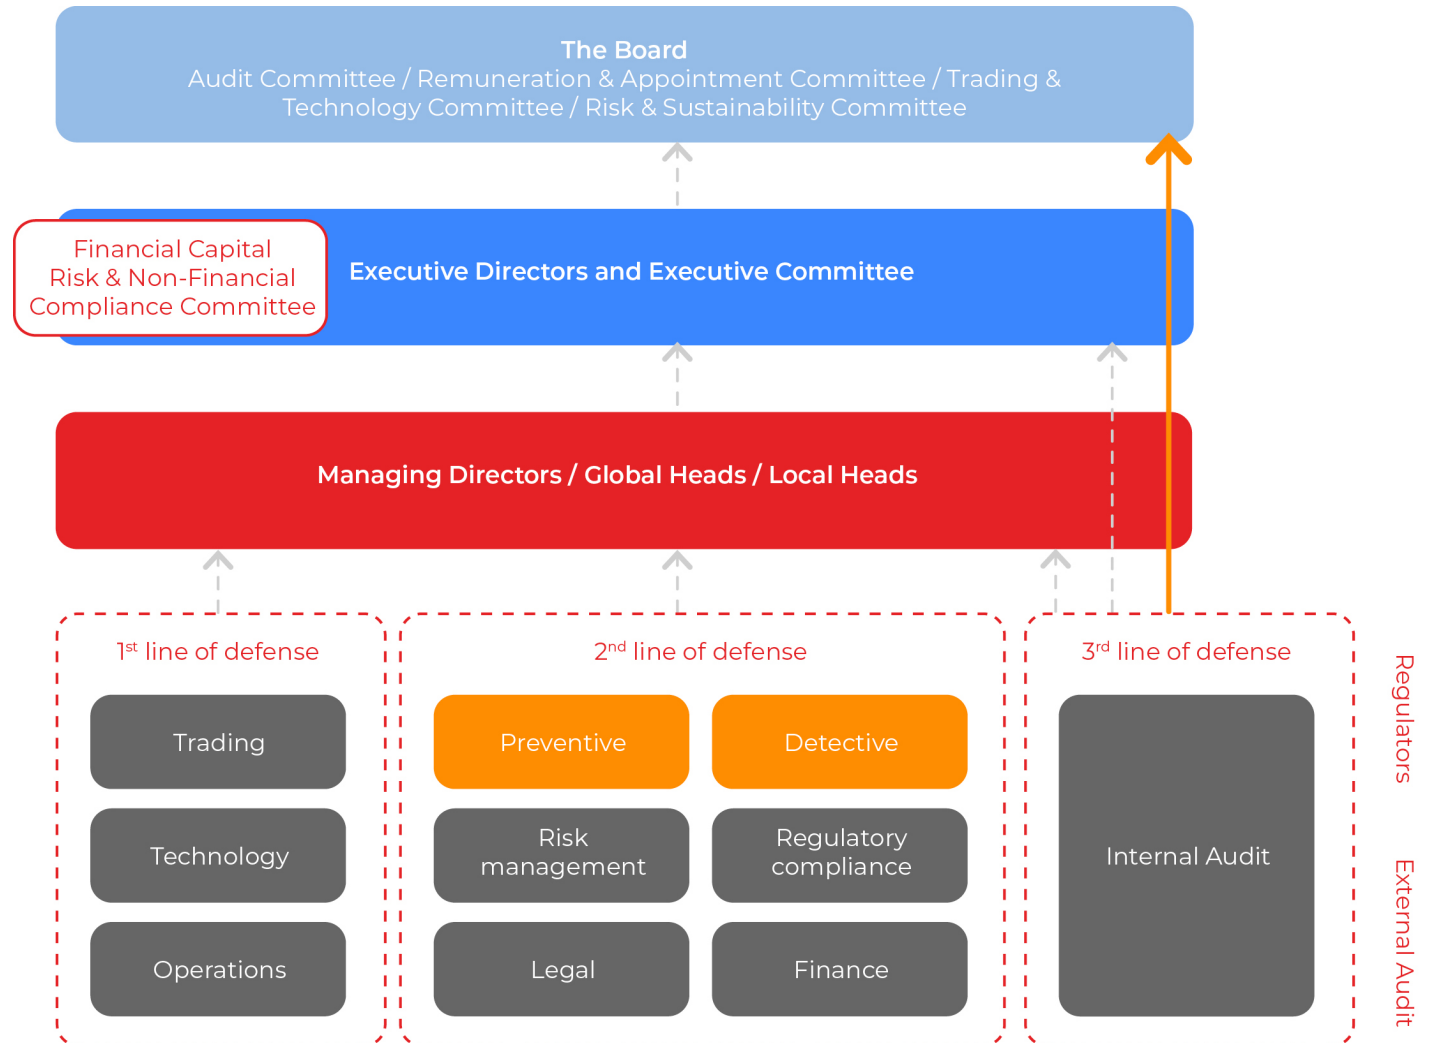 The Board
Audit Committee / Remuneration & Appointment Committee / Trading &
Technology Committee / Risk & Sustainability Committee
Financial Capital
Risk & Non-Financial
Compliance Committee
Executive Directors and Executive Committee
Managing Directors / Global Heads / Local Heads
1st line of defense
Trading
Technology
Operations
2nd line of defense
Preventive
Detective
Risk
management
Regulatory
compliance
Legal
Finance
3rd line of defense
Internal Audit
Regulators
External Audit